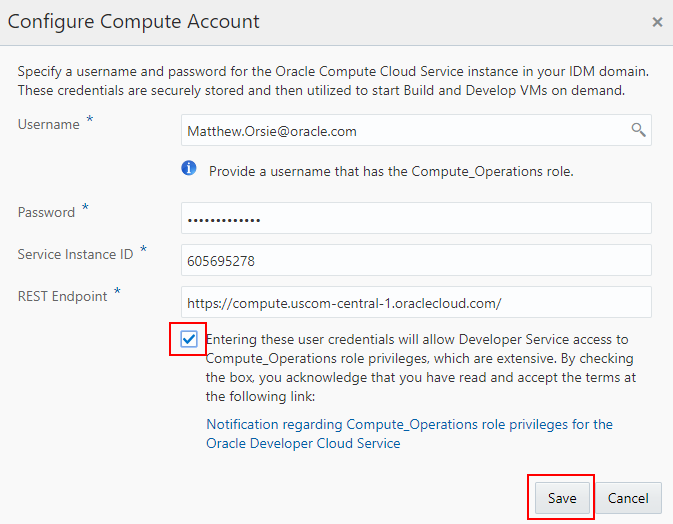 Configure Compute Account
Specify a username and password for the Oracle Compute Cloud Service instance in your IDM domain.
These credentials are securely stored and then utilized to start Build and Develop VMs on demand.
Username *
Matthew.Orsie@oracle.com
Provide a username that has the Compute_Operations role.
Password *
•••••••••••••
Service Instance ID *
605695278
REST Endpoint *
https://compute.uscom-central-1.oraclecloud.com/
Entering these user credentials will allow Developer Service access to
Compute_Operations role privileges, which are extensive. By checking
the box, you acknowledge that you have read and accept the terms at
the following link:
Notification regarding Compute_Operations role privileges for the
Oracle Developer Cloud Service
Save Cancel